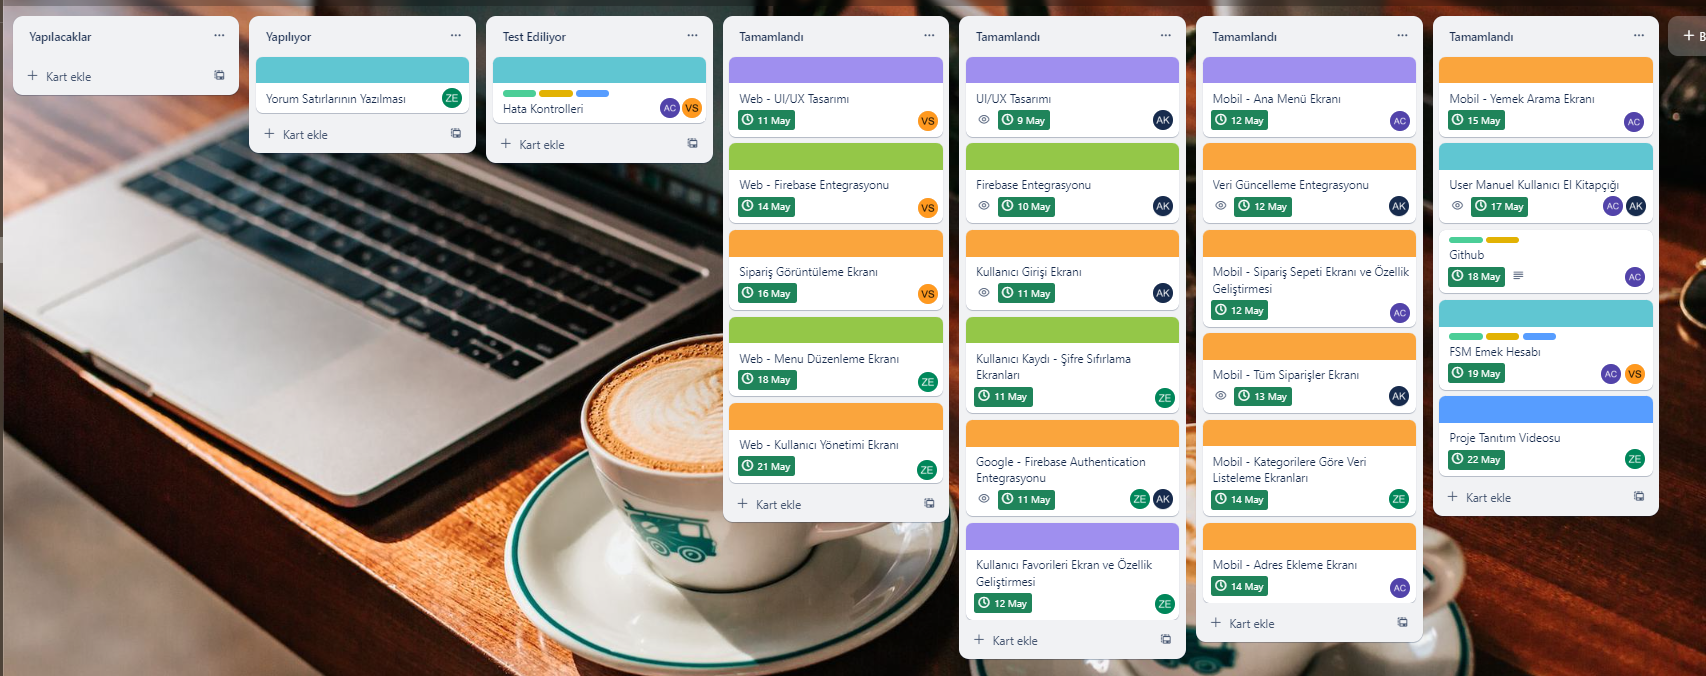 Yapılacaklar
Kart ekle
Yapılıyor
Yorum Satırlarının Yazılması
ZE
Kart ekle
Test Ediliyor
Hata Kontrolleri
AC VS
Kart ekle
Tamamlandı
Web - UI/UX Tasarımı
11 May
VS
Web - Firebase Entegrasyonu
14 May
VS
Sipariş Görüntüleme Ekranı
16 May
VS
Web - Menu Düzenleme Ekranı
18 May
ZE
Web - Kullanıcı Yönetimi Ekranı
21 May
ZE
Kart ekle
Tamamlandı
UI/UX Tasarımı
9 May
AK
Firebase Entegrasyonu
10 May
AK
Kullanıcı Girişi Ekranı
11 May
AK
Kullanıcı Kaydı - Şifre Sıfırlama
Ekranları
11 May
ZE
Google - Firebase Authentication
Entegrasyonu
11 May
ZE AK
Kullanıcı Favorileri Ekran ve Özellik
Geliştirmesi
12 May
ZE
Kart ekle
Tamamlandı
Mobil - Ana Menü Ekranı
12 May
AC
Veri Güncelleme Entegrasyonu
12 May
AK
Mobil - Sipariş Sepeti Ekranı ve Özellik
Geliştirmesi
12 May
AC
Mobil - Tüm Siparişler Ekranı
13 May
AK
Mobil - Kategorilere Göre Veri
Listeleme Ekranları
14 May
ZE
Mobil - Adres Ekleme Ekranı
14 May
AC
Kart ekle
Tamamlandı
Mobil - Yemek Arama Ekranı
15 May
AC
User Manuel Kullanıcı El Kitapçığı
17 May
AC AK
Github
18 May
AC
FSM Emek Hesabı
19 May
AC VS
Proje Tanıtım Videosu
22 May
ZE
Kart ekle
B